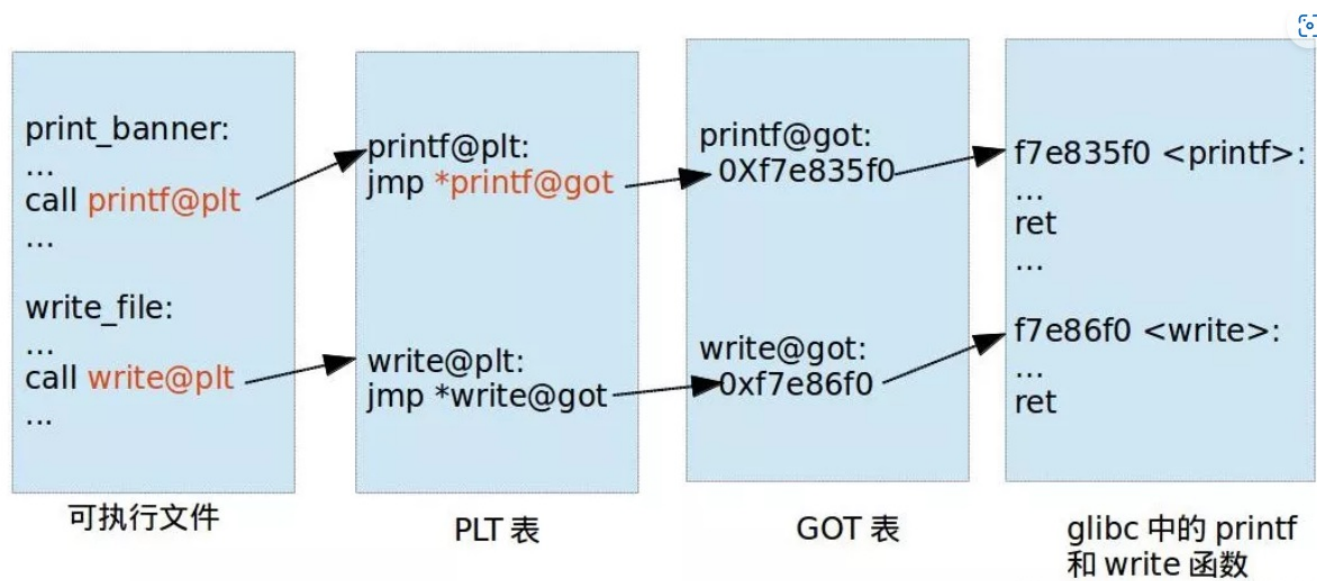 print_banner:
...
call printf@plt
...
write_file:
...
call write@plt
...
可执行文件
printf@plt:
jmp *printf@got
write@plt:
jmp *write@got
PLT 表
printf@got:
0Xf7e835f0
write@got:
0xf7e86f0
GOT 表
f7e835f0 <printf>:
...
ret
...
f7e86f0 <write>:
...
ret
glibc 中的 printf
和 write 函数